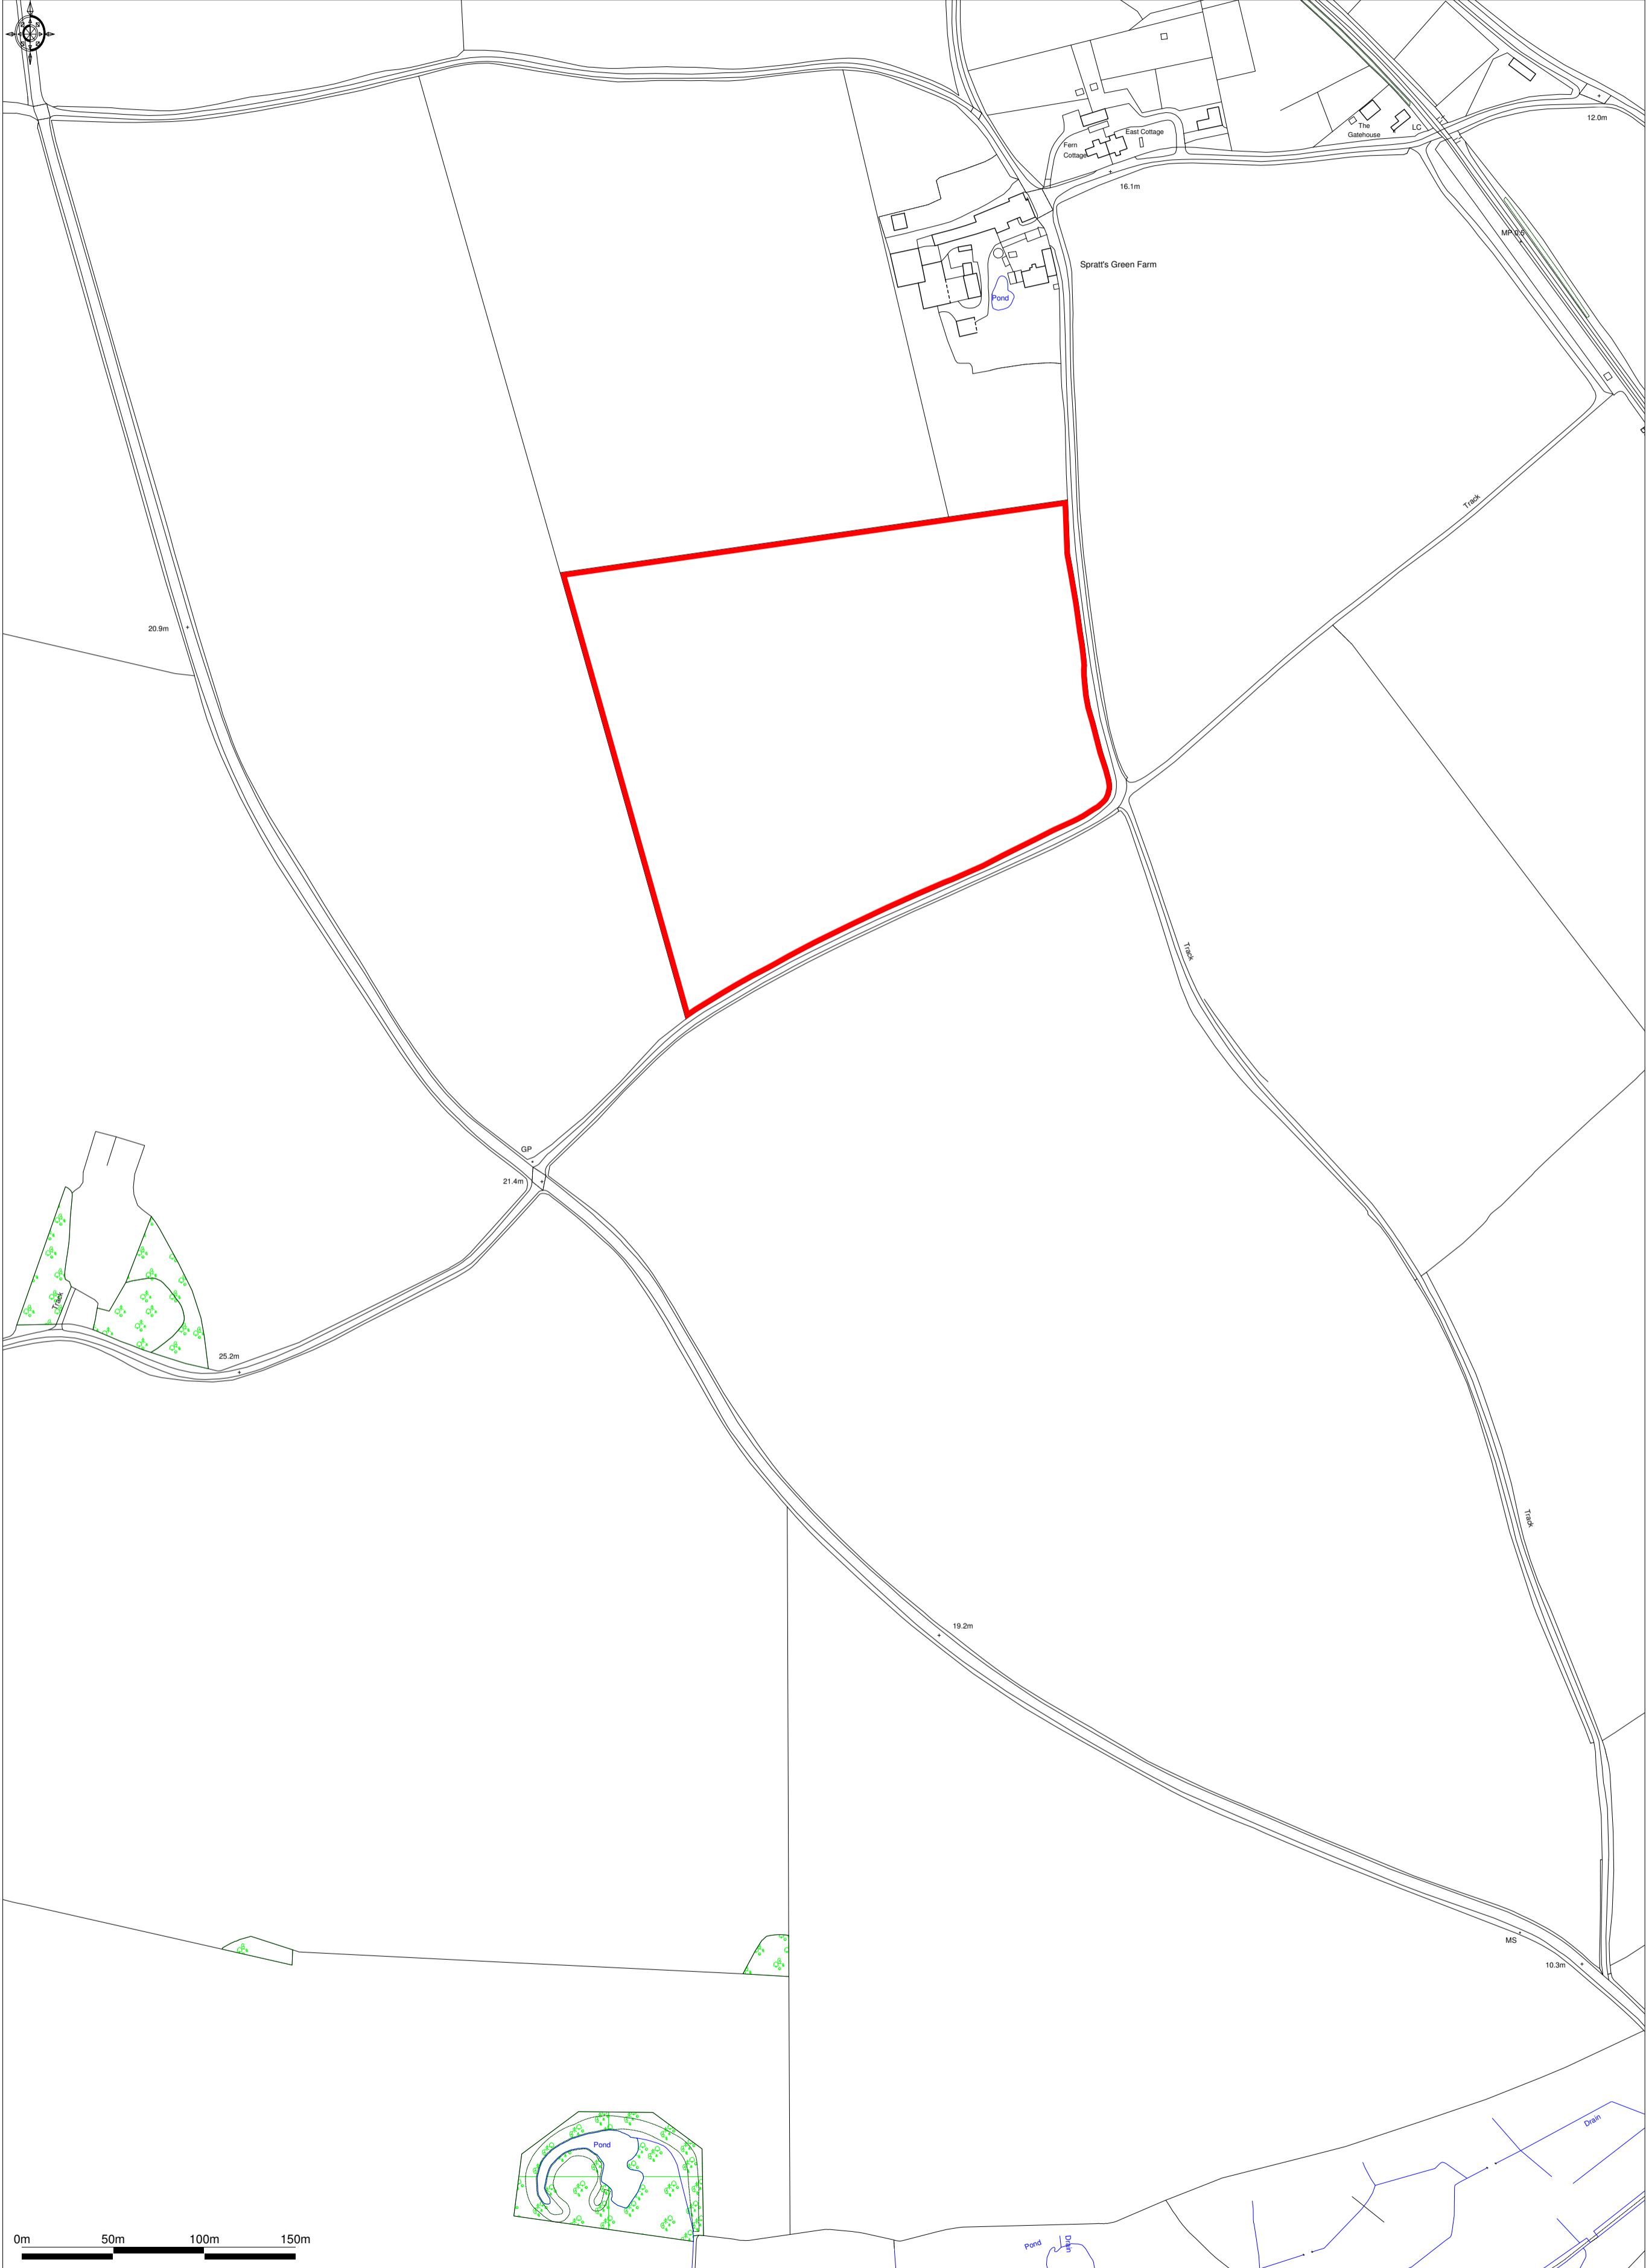 12.0m
The
Gatehouse
LC
East Cottage
Fern
Cottage
16.1m
MP 0.5
Spratt's Green Farm
Pond
Track
20.9m
Track
GP
21.4m
Track
25.2m
Track
19.2m
MS
10.3m
Drain
Pond
Pond
Drain
0m 50m 100m 150m